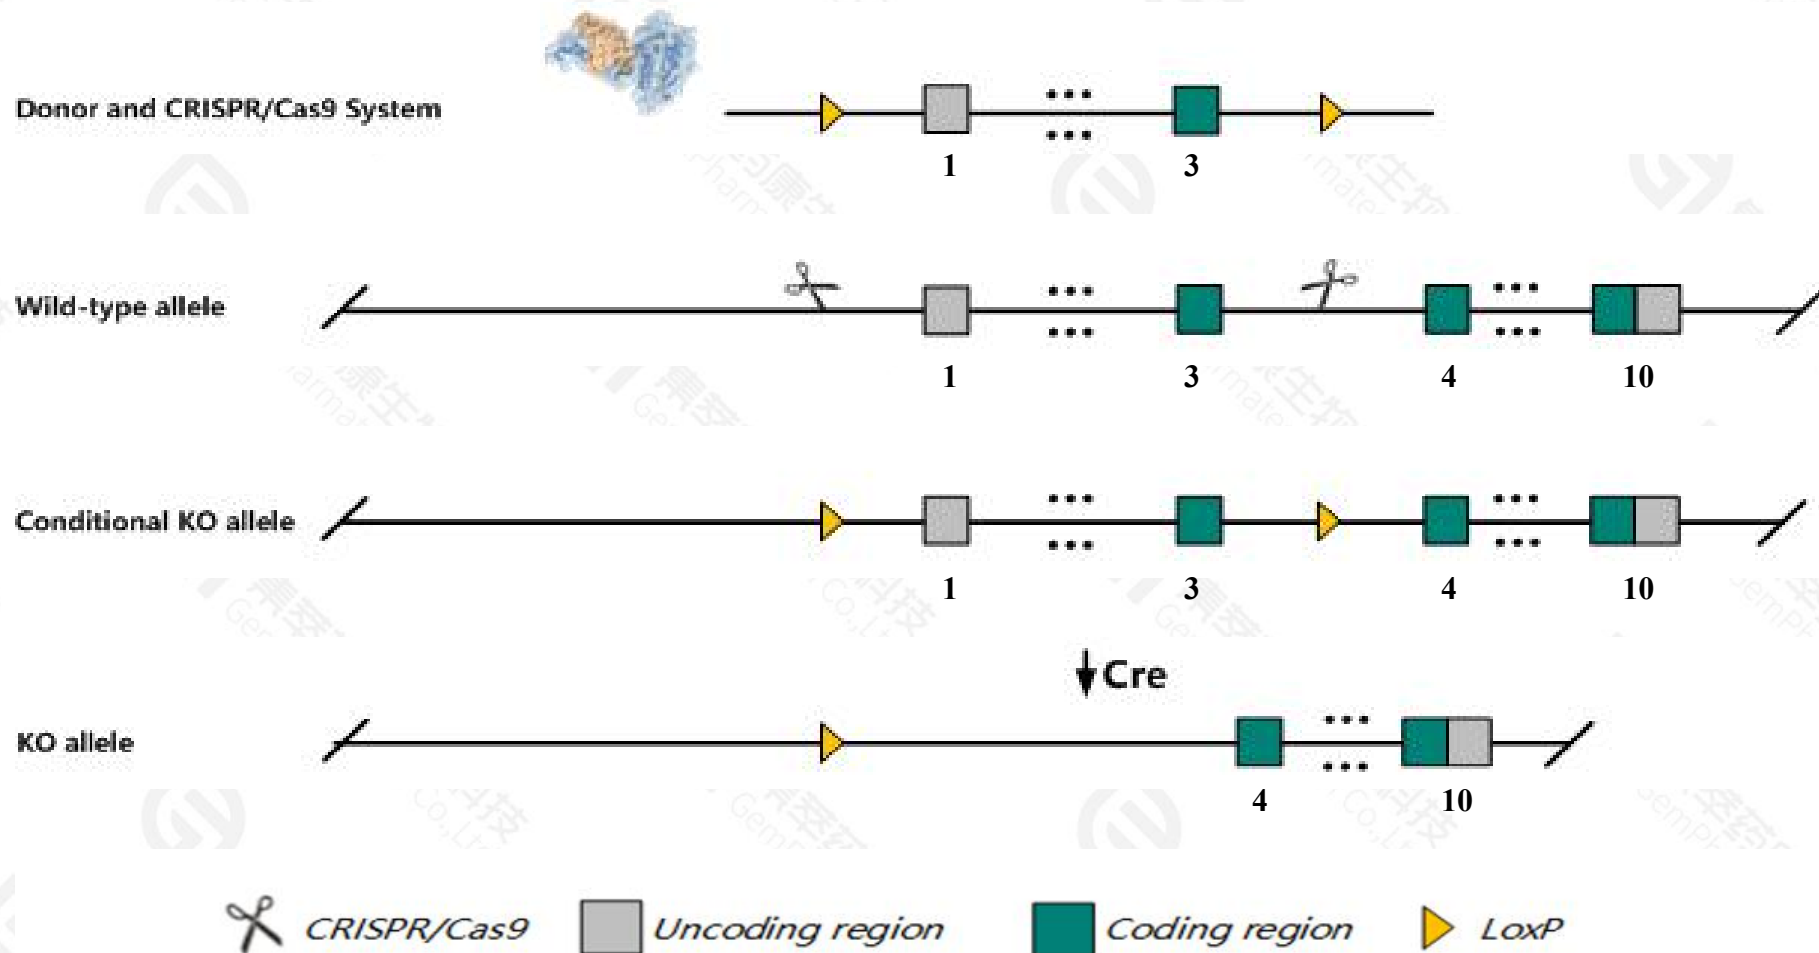 Donor and CRISPR/Cas9 System
1 3
Wild-type allele
1 3 4 10
Conditional KO allele
1 3 4 10
Cre
KO allele
4 10
CRISPR/Cas9 Uncoding region Coding region LoxP